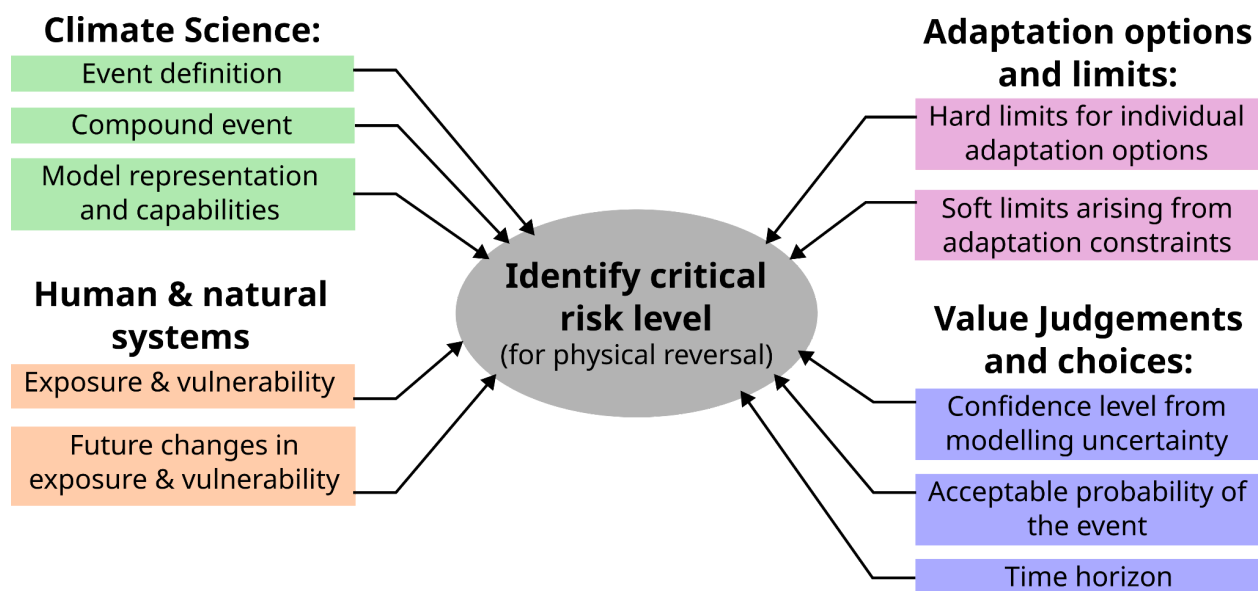 Climate Science:
Event definition
Compound event
Model representation
and capabilities
Human & natural
systems
Exposure & vulnerability
Future changes in
exposure & vulnerability
Identify critical
risk level
(for physical reversal)
Adaptation options
and limits:
Hard limits for individual
adaptation options
Soft limits arising from
adaptation constraints
Value Judgements
and choices:
Confidence level from
modelling uncertainty
Acceptable probability of
the event
Time horizon